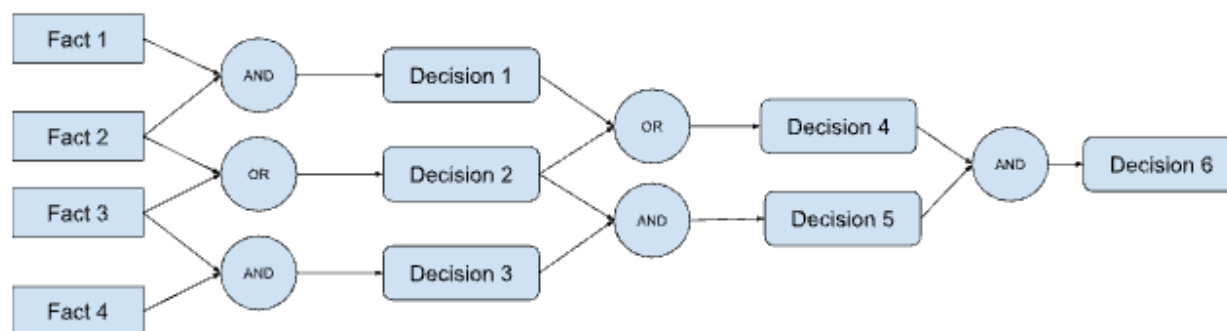 Fact 1
AND
Decision 1
Fact 2
OR
Decision 4
AND
Decision 6
Fact 3
OR
Decision 2
AND
Decision 5
Fact 4
AND
Decision 3